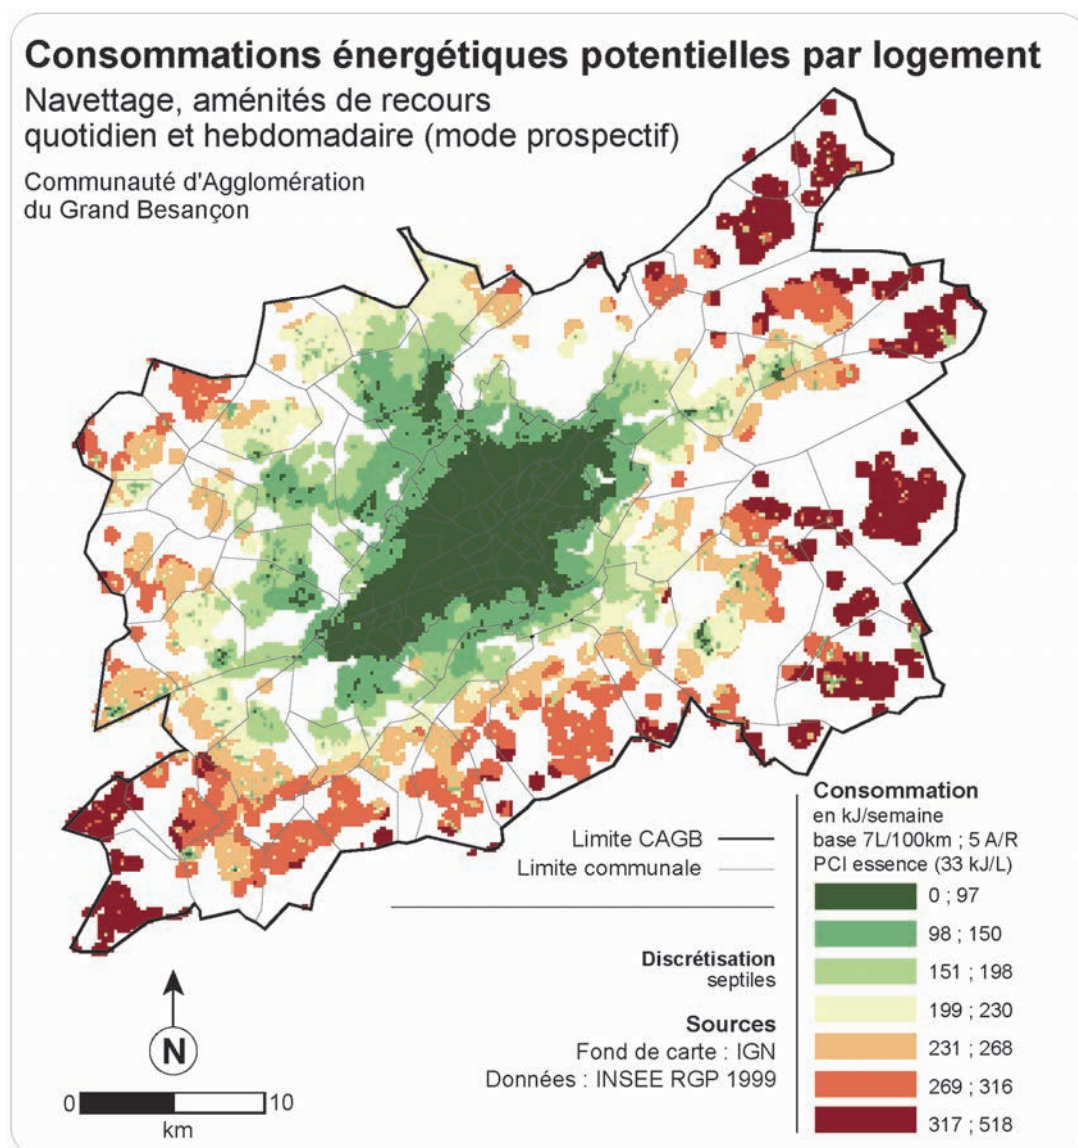 Consommations énergétiques potentielles par logement
Navettage, aménités de recours
quotidien et hebdomadaire (mode prospectif)
Communauté d'Agglomération
du Grand Besançon
Limite CAGB
Limite communale
Discrétisation
septiles
Sources
Fond de carte : IGN
Données : INSEE RGP 1999
Consommation
en kJ/semaine
base 7L/100km ; 5 A/R
PCI essence (33 kJ/L)
0 ; 97
98 ; 150
151 ; 198
199 ; 230
231 ; 268
269 ; 316
317 ; 518
N
0 10
km